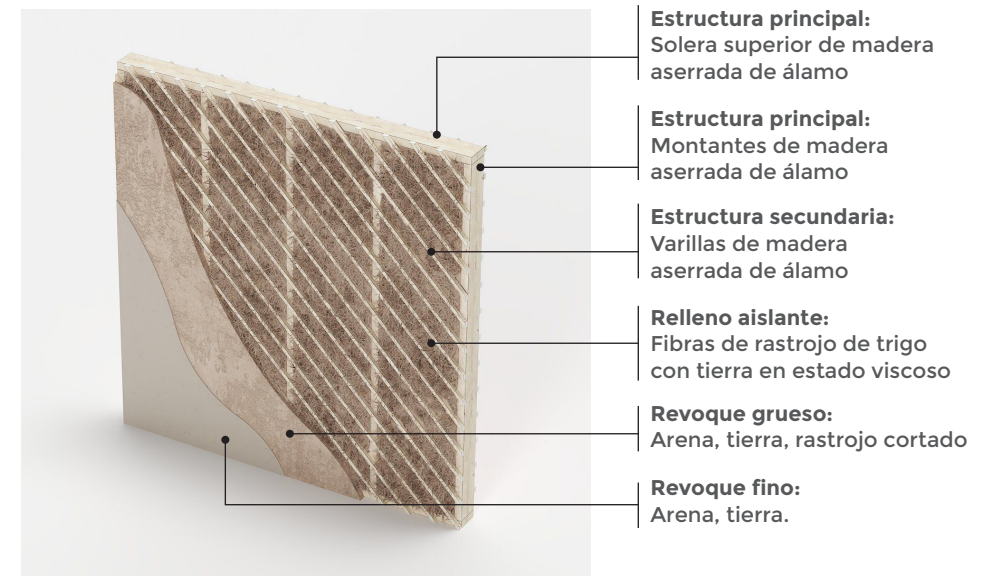 Estructura principal:
Solera superior de madera
aserrada de álamo
Estructura principal:
Montantes de madera
aserrada de álamo
Estructura secundaria:
Varillas de madera
aserrada de álamo
Relleno aislante:
Fibras de rastrojo de trigo
con tierra en estado viscoso
Revoque grueso:
Arena, tierra, rastrojo cortado
Revoque fino:
Arena, tierra.